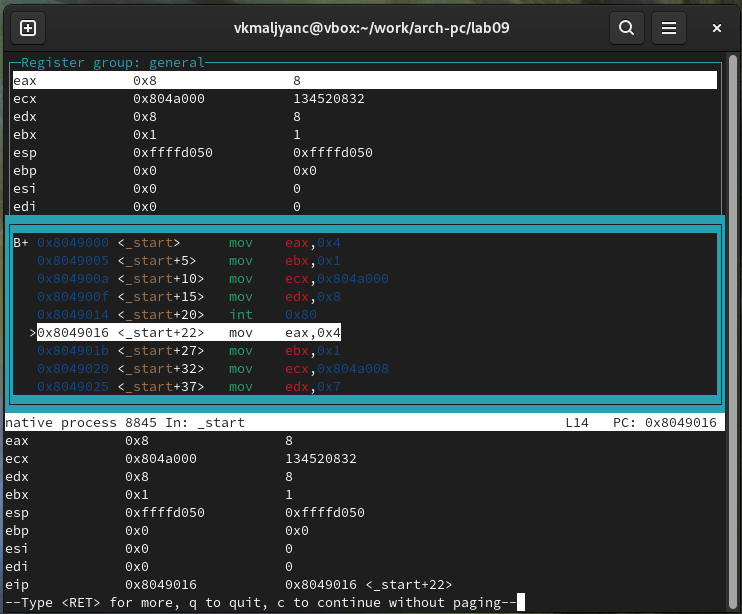 vkmaljyanc@vbox:~/work/arch-pc/lab09
Register group: general
eax 0x8 8
ecx 0x804a000 134520832
edx 0x8 8
ebx 0x1 1
esp 0xffffd050 0xffffd050
ebp 0x0 0x0
esi 0x0 0
edi 0x0 0
B+ 0x8049000 <_start> mov eax,0x4
0x8049005 <_start+5> mov ebx,0x1
0x804900a <_start+10> mov ecx,0x804a000
0x804900f <_start+15> mov edx,0x8
0x8049014 <_start+20> int 0x80
>0x8049016 <_start+22> mov eax,0x4
0x804901b <_start+27> mov ebx,0x1
0x8049020 <_start+32> mov ecx,0x804a008
0x8049025 <_start+37> mov edx,0x7
native process 8845 In: _start L14 PC: 0x8049016
eax 0x8 8
ecx 0x804a000 134520832
edx 0x8 8
ebx 0x1 1
esp 0xffffd050 0xffffd050
ebp 0x0 0x0
esi 0x0 0
edi 0x0 0
eip 0x8049016 0x8049016 <_start+22>
--Type <RET> for more, q to quit, c to continue without paging--